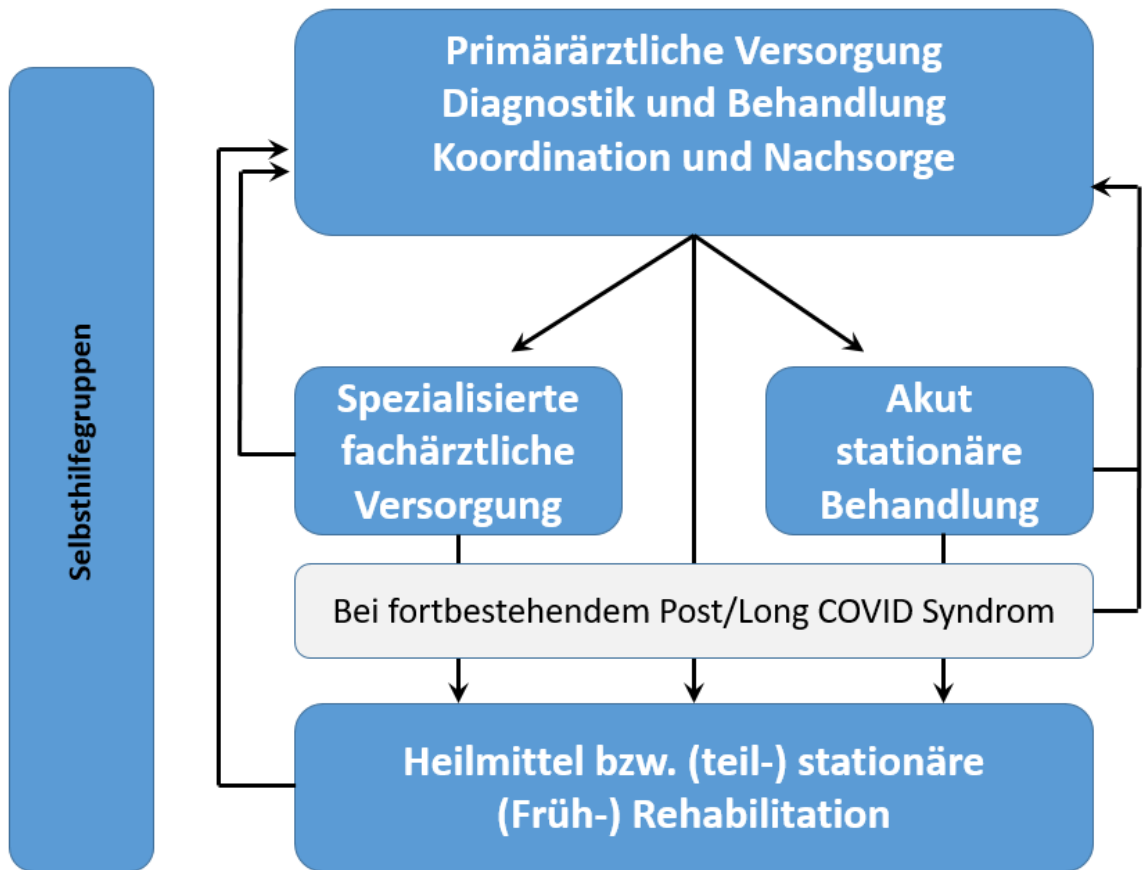 Primärärztliche Versorgung
Diagnostik und Behandlung
Koordination und Nachsorge
Selbsthilfegruppen
Spezialisierte
fachärztliche
Versorgung
Akut
stationäre
Behandlung
Bei fortbestehendem Post/Long COVID Syndrom
Heilmittel bzw. (teil-) stationäre
(Früh-) Rehabilitation